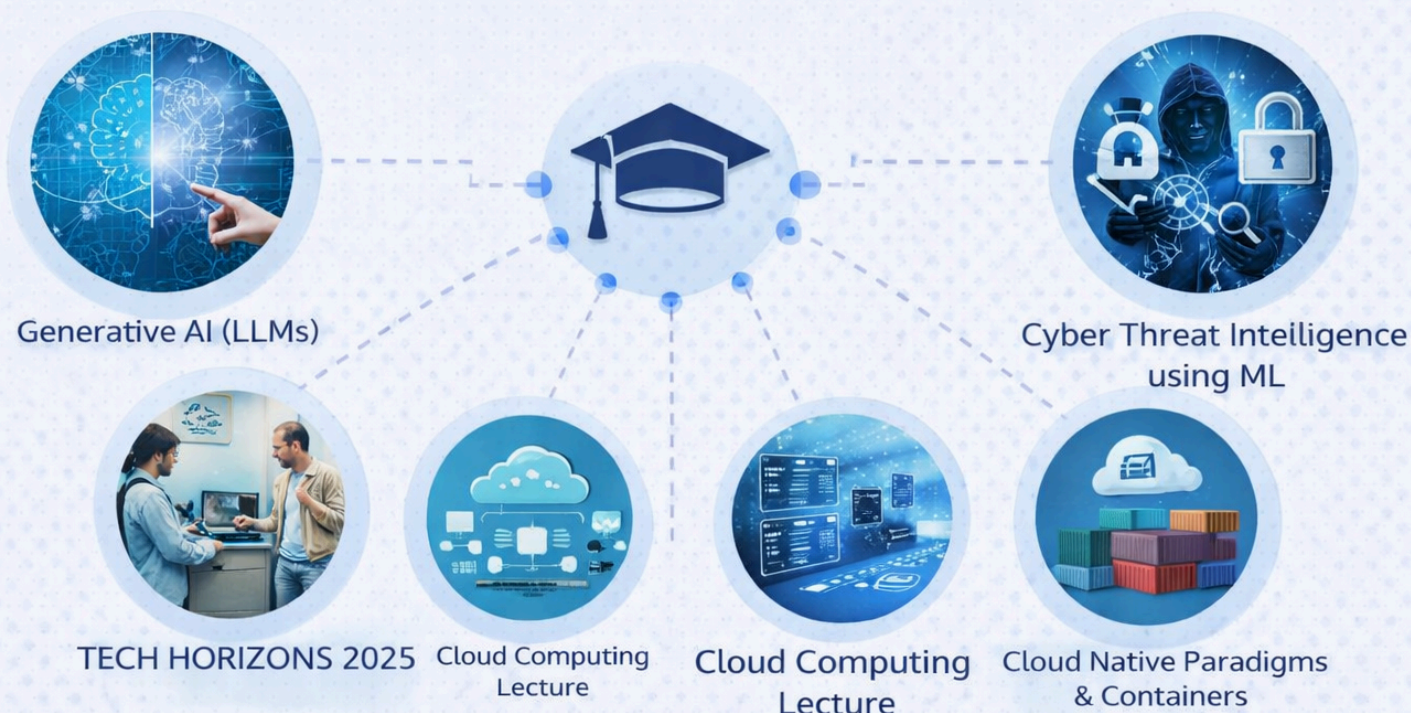 Generative AI (LLMs)
Cyber Threat Inteilligence
using ML
TECH HORIZONS 2025
Cloud Computing
Lecture
Cloud Computing
Lecture
Cloud Native Paradigms
& Containers